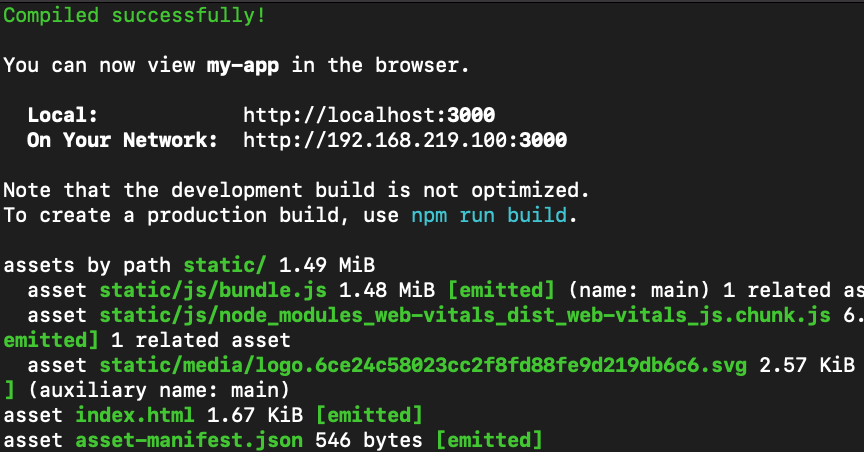 Compiled successfully!
You can now view my-app in the browser.
Local: http://localhost:3000
On Your Network: http://192.168.219.100:3000
Note that the development build is not optimized.
To create a production build, use npm run build.
assets by path static/ 1.49 MiB
asset static/js/bundle.js 1.48 MiB [emitted] (name: main) 1 related as
asset static/js/node_modules_web-vitals_dist_web-vitals_js.chunk.js 6.
emitted] 1 related asset
asset static/media/logo.6ce24c58023cc2f8fd88fe9d219db6c6.svg 2.57 KiB
] (auxiliary name: main)
asset index.html 1.67 KiB [emitted]
asset asset-manifest.json 546 bytes [emitted]